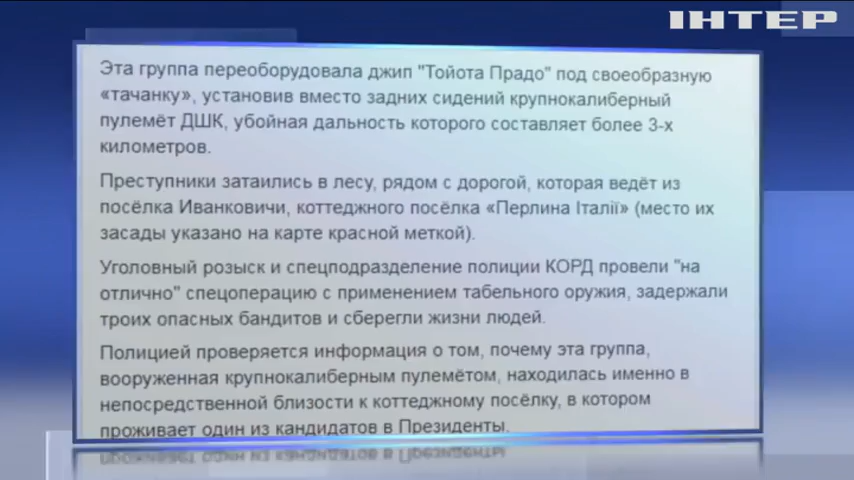 ІНТЕР
Эта группа переоборудовала джип "Тойота Прадо" под своеобразную
«тачанку», установив вместо задних сидений крупнокалиберный
пулемёт ДШК, убойная дальность которого составляет более 3-х
километров.
Преступники затаились в лесу, рядом с дорогой, которая ведёт из
посёлка Иванковичи, коттеджного посёлка «Перлина Італії» (место их
засады указано на карте красной меткой).
Уголовный розыск и спецподразделение полиции КОРД провели "на
отлично" спецоперацию с применением табельного оружия, задержали
троих опасных бандитов и сберегли жизни людей.
Полицией проверяется информация о том, почему эта группа,
вооруженная крупнокалиберным пулемётом, находилась именно в
непосредственной близости к коттеджному посёлку, в котором
проживает один из кандидатов в Президенты.